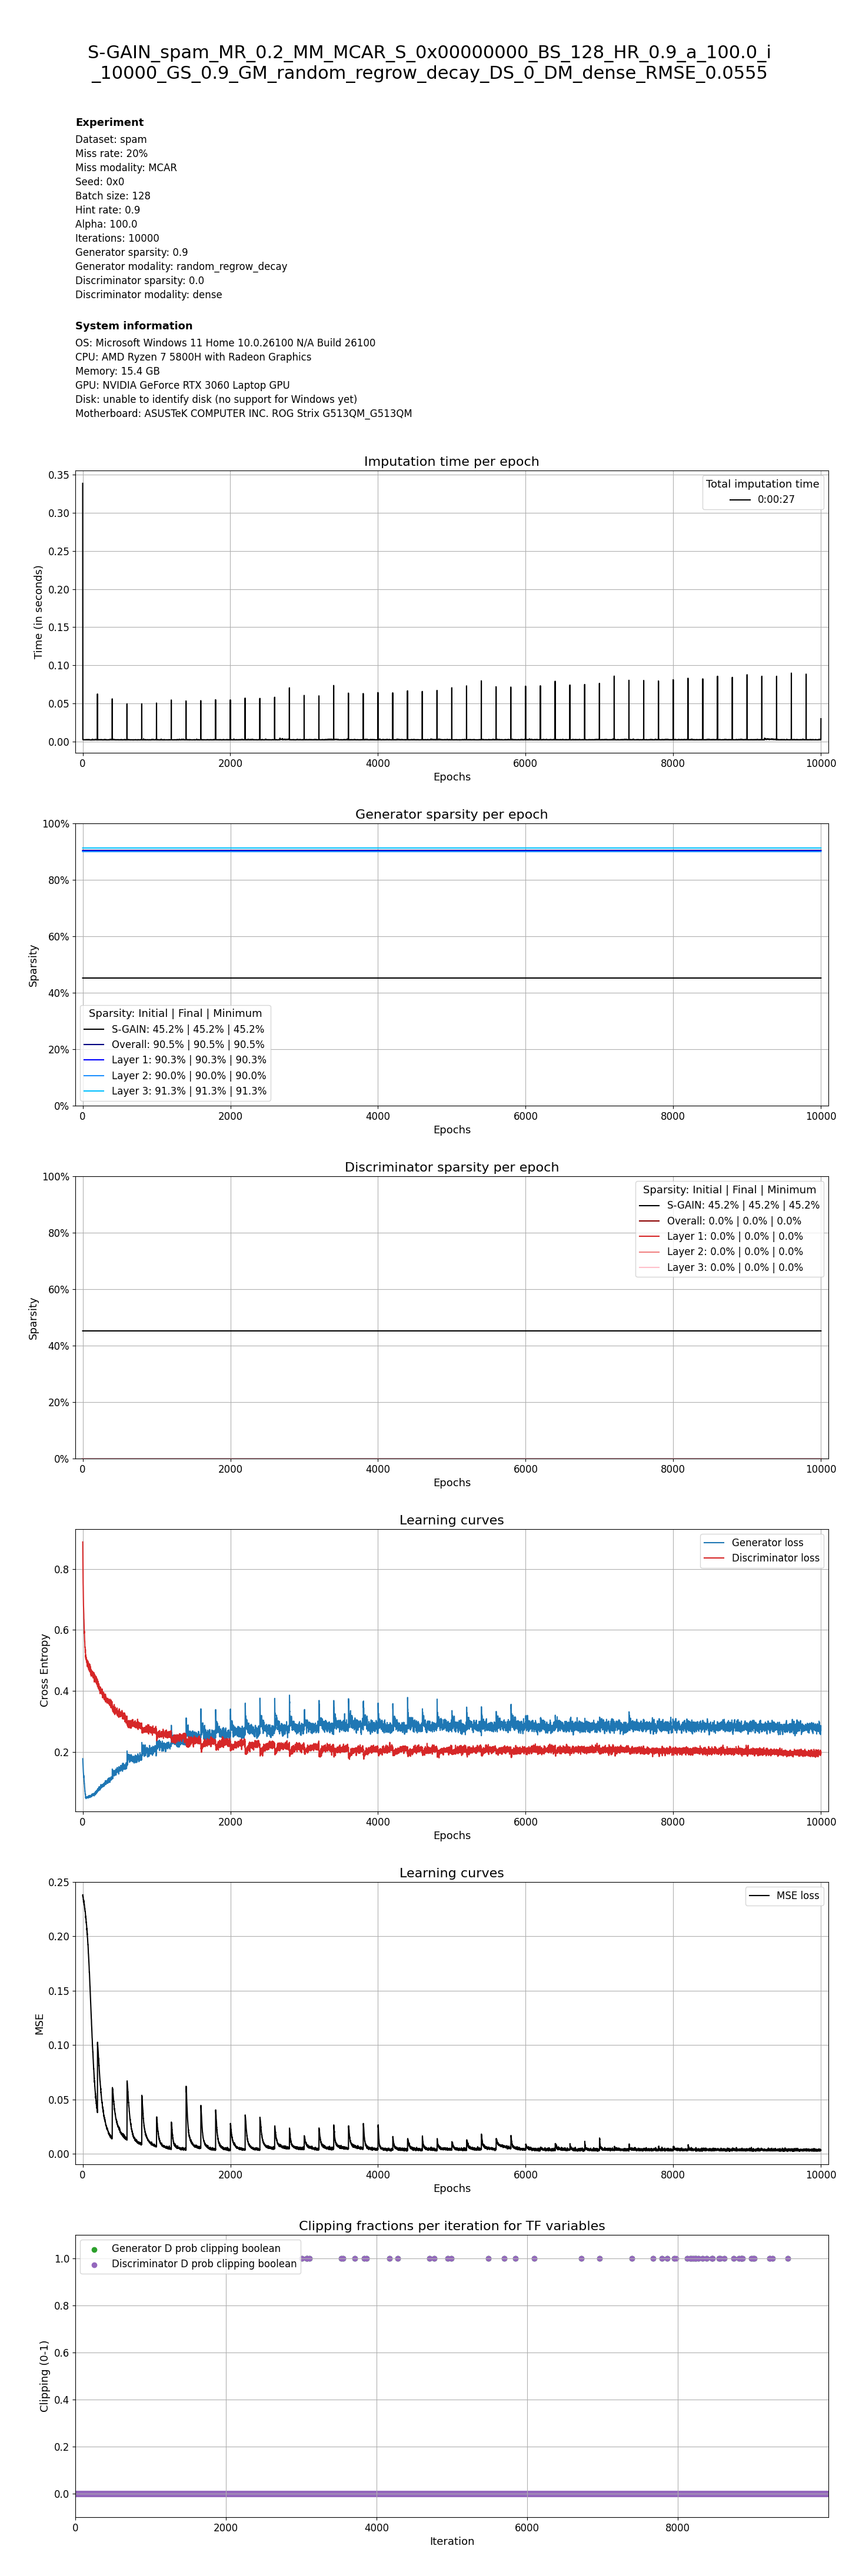 S-GAIN_spam_MR_0.2_MM_MCAR_S_0x00000000_BS_128_HR_0.9_a_100.0_i
_10000_GS_0.9_GM_random_regrow_decay_DS_0_DM_dense_RMSE_0.0555
Experiment
Dataset: spam
Miss rate: 20%
Miss modality: MCAR
Seed: 0x0
Batch size: 128
Hint rate: 0.9
Alpha: 100.0
Iterations: 10000
Generator sparsity: 0.9
Generator modality: random_regrow_decay
Discriminator sparsity: 0.0
Discriminator modality: dense
System information
OS: Microsoft Windows 11 Home 10.0.26100 N/A Build 26100
CPU: AMD Ryzen 7 5800H with Radeon Graphics
Memory: 15.4 GB
GPU: NVIDIA GeForce RTX 3060 Laptop GPU
Disk: unable to identify disk (no support for Windows yet)
Motherboard: ASUSTeK COMPUTER INC. ROG Strix G513QM_G513QM
Imputation time per epoch
Time (in seconds)
0.35
0.30
0.25
0.20
0.15
0.10
0.05
0.00
Total imputation time
0:00:27
0 2000 4000 6000 8000 10000
Epochs
Generator sparsity per epoch
Sparsity
100%
80%
60%
40%
20%
0%
Sparsity: Initial | Final | Minimum
S-GAIN: 45.2% | 45.2% | 45.2%
Overall: 90.5% | 90.5% | 90.5%
Layer 1: 90.3% | 90.3% | 90.3%
Layer 2: 90.0% | 90.0% | 90.0%
Layer 3: 91.3% | 91.3% | 91.3%
0 2000 4000 6000 8000 10000
Epochs
Discriminator sparsity per epoch
Sparsity
100%
80%
60%
40%
20%
0%
Sparsity: Initial | Final | Minimum
S-GAIN: 45.2% | 45.2% | 45.2%
Overall: 0.0% | 0.0% | 0.0%
Layer 1: 0.0% | 0.0% | 0.0%
Layer 2: 0.0% | 0.0% | 0.0%
Layer 3: 0.0% | 0.0% | 0.0%
0 2000 4000 6000 8000 10000
Epochs
Learning curves
Cross Entropy
0.8
0.6
0.4
0.2
Generator loss
Discriminator loss
0 2000 4000 6000 8000 10000
Epochs
Learning curves
MSE
0.25
0.20
0.15
0.10
0.05
0.00
MSE loss
0 2000 4000 6000 8000 10000
Epochs
Clipping fractions per iteration for TF variables
Clipping (0-1)
1.0
0.8
0.6
0.4
0.2
0.0
Generator D prob clipping boolean
Discriminator D prob clipping boolean
0 2000 4000 6000 8000
Iteration